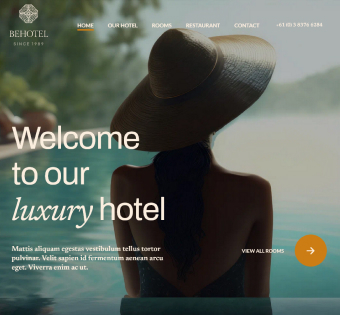 BEHOTEL
SINCE 1989
HOME
OUR HOTEL
ROOMS
RESTAURANT
CONTACT
+61 (0) 3 8376 6284
Welcome
to our
luxury hotel
Mattis aliquam egestas vestibulum tellus tortor
pulvinar. Velit sapien id fermentum aenean arcu
eget. Viverra enim ac ut.
VIEW ALL ROOMS